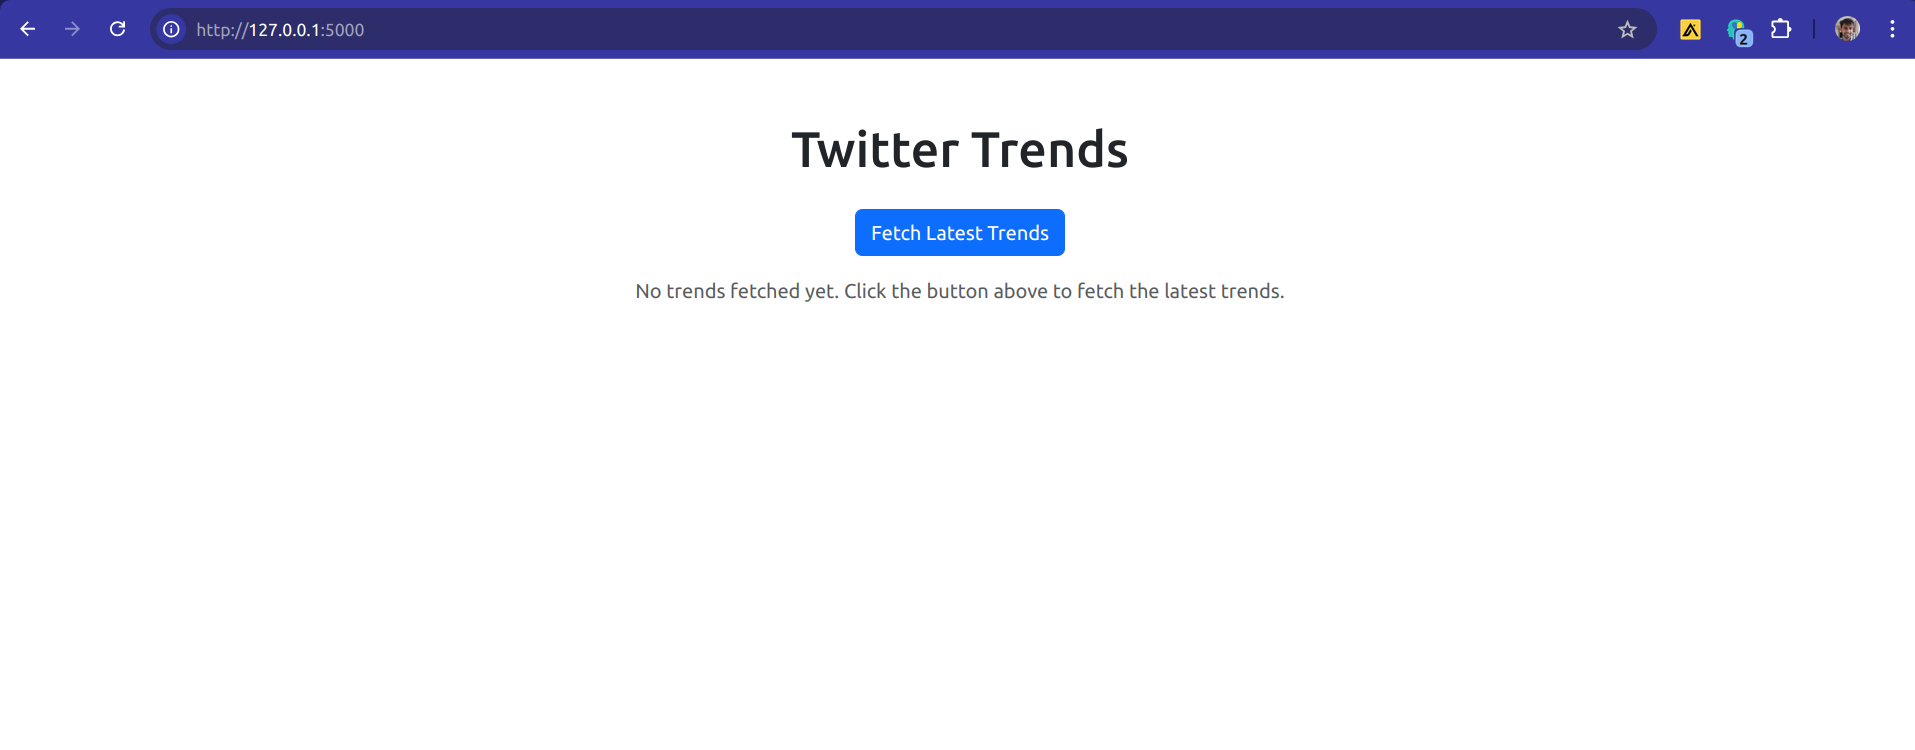 http://127.0.0.1:5000
2
Twitter Trends
Fetch Latest Trends
No trends fetched yet. Click the button above to fetch the latest trends.